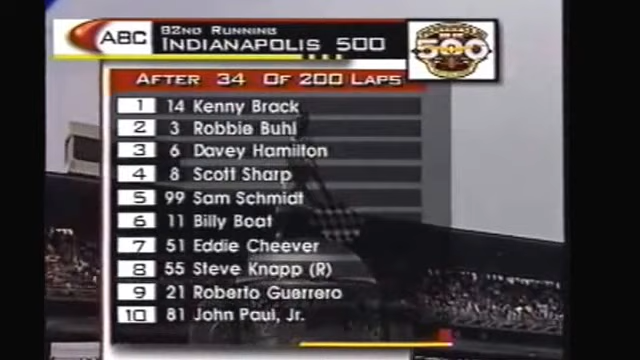 ABC
82nd Running
Indianapolis 500
500
After 34 Of 200 Laps
1 14 Kenny Brack
2 3 Robbie Buhl
3 6 Davey Hamilton
4 8 Scott Sharp
5 99 Sam Schmidt
6 11 Billy Boat
7 51 Eddie Cheever
8 55 Steve Knapp (R)
9 21 Roberto Guerrero
10 81 John Paul, Jr.